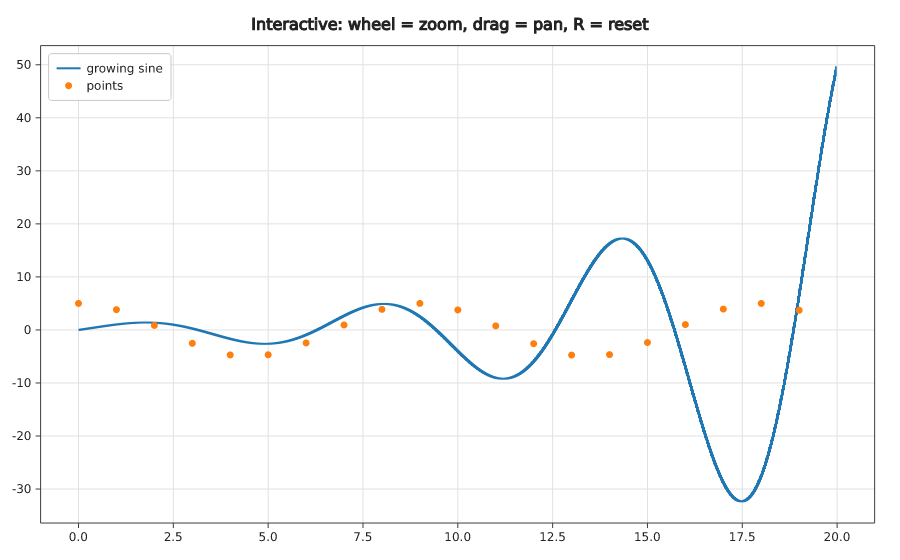 Interactive: wheel = zoom, drag = pan, R = reset
growing sine
points
50
40
30
20
10
0
-10
-20
-30
0.0 2.5 5.0 7.5 10.0 12.5 15.0 17.5 20.0